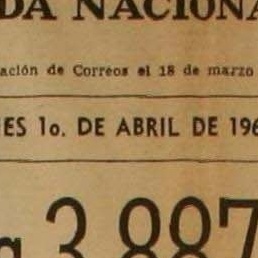 DA NACIONA
ación de Correos el 18 de marzo
ES 1o. DE ABRIL DE 196
3,887